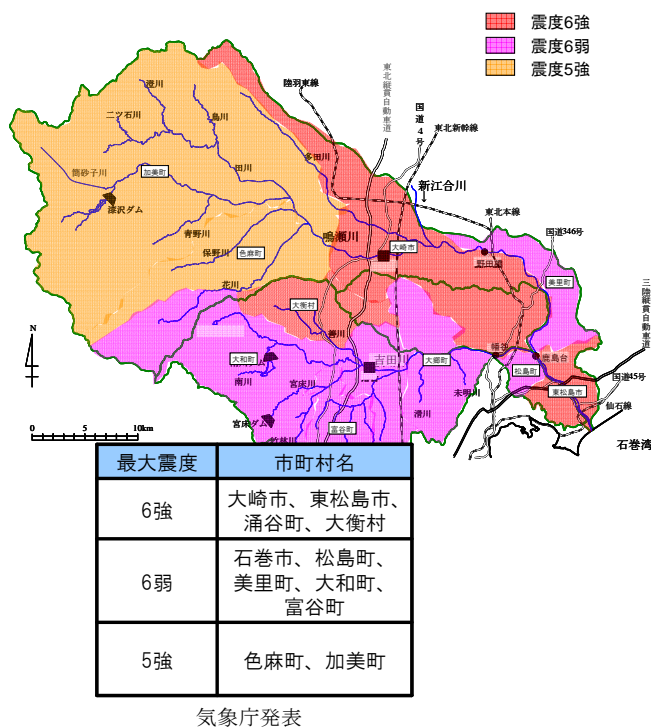 震度6強
震度6弱
震度5強
陸羽東線
東北縦貫自動車道
国道4号
東北新幹線
澄川
二ツ石川
鳥川
田川
多田川
筒砂子川
加美町
漆沢ダム
新江合川
東北本線
国道346号
青野川
保野川
色麻町
鳴瀬川
大崎市
野田橋
美里町
三陸縦貫自動車道
花川
大衡村
善川
大和町
吉田川
大郷町
幡谷
鹿島台
松島町
国道45号
南川
宮床川
未明川
東松島市
仙石線
宮床ダム
滑川
竹林川
富谷町
石巻湾
N
0 5 10km
最大震度 市町村名
6強 大崎市、東松島市、
涌谷町、大衡村
6弱 石巻市、松島町、
美里町、大和町、
富谷町
5強 色麻町、加美町
気象庁発表